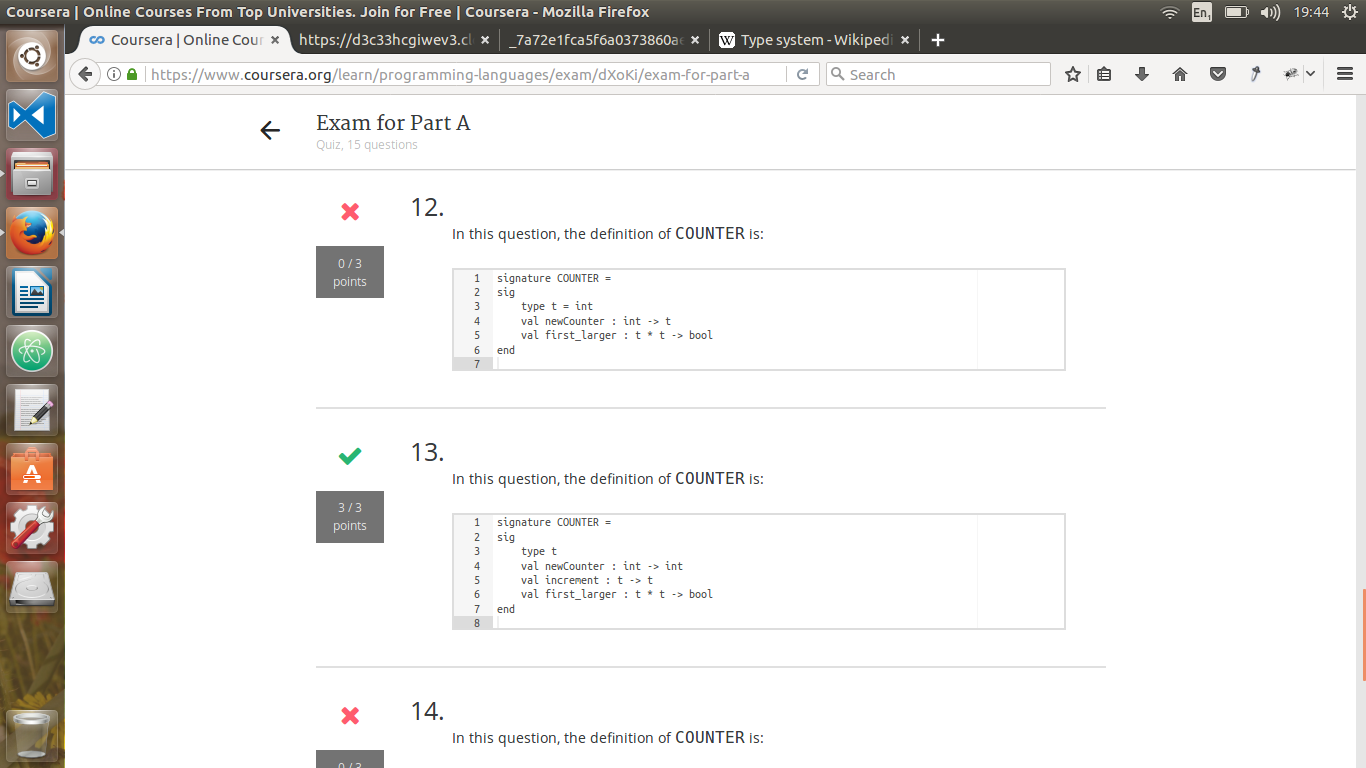 Coursera | Online Courses From Top Universities. Join for Free | Coursera - Mozilla Firefox
En1 19:44
Coursera | Online Cour
https://d3c33hcgiwev3.cl
_7a72e1fca5f6a0373860a
Type system - Wikiped
https://www.coursera.org/learn/programming-languages/exam/dXoKi/exam-for-part-a
Search
Exam for Part A
Quiz, 15 questions
12.
In this question, the definition of COUNTER is:
0 / 3
points
1 signature COUNTER =
2 sig
3 type t = int
4 val newCounter : int -> t
5 val first_larger : t * t -> bool
6 end
7
13.
In this question, the definition of COUNTER is:
3 / 3
points
1 signature COUNTER =
2 sig
3 type t
4 val newCounter : int -> int
5 val increment : t -> t
6 val first_larger : t * t -> bool
7 end
8
14.
In this question, the definition of COUNTER is:
0 / 3